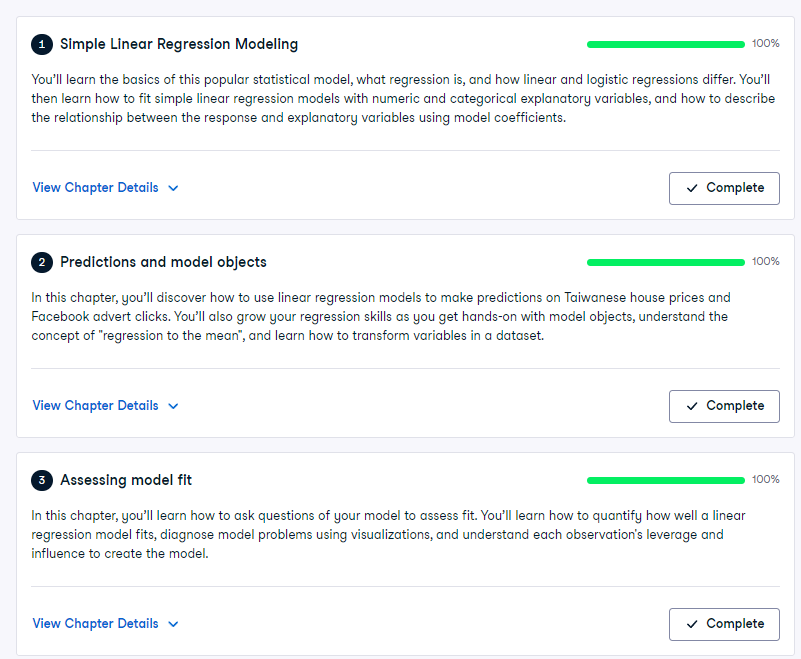 1 Simple Linear Regression Modeling 100%
You'll learn the basics of this popular statistical model, what regression is, and how linear and logistic regressions differ. You'll
then learn how to fit simple linear regression models with numeric and categorical explanatory variables, and how to describe
the relationship between the response and explanatory variables using model coefficients.
View Chapter Details Complete
2 Predictions and model objects 100%
In this chapter, you'll discover how to use linear regression models to make predictions on Taiwanese house prices and
Facebook advert clicks. You'll also grow your regression skills as you get hands-on with model objects, understand the
concept of "regression to the mean", and learn how to transform variables in a dataset.
View Chapter Details Complete
3 Assessing model fit 100%
In this chapter, you'll learn how to ask questions of your model to assess fit. You'll learn how to quantify how well a linear
regression model fits, diagnose model problems using visualizations, and understand each observation's leverage and
influence to create the model.
View Chapter Details Complete